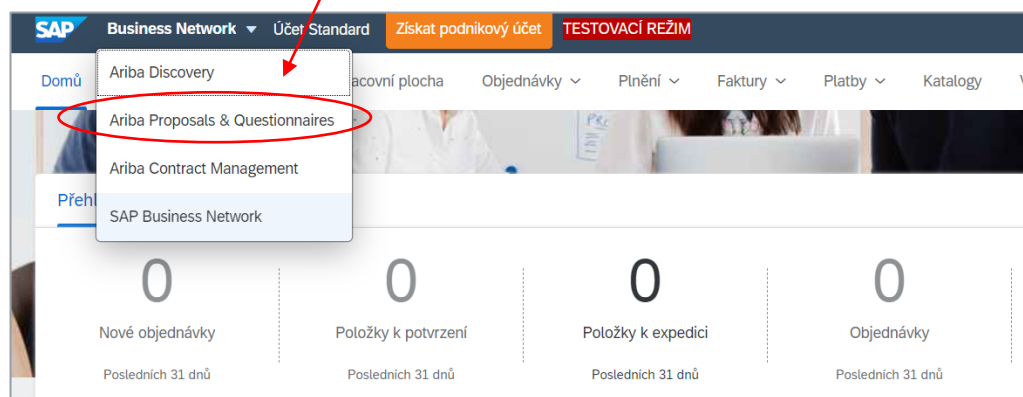 SAP Business Network Účet Standard Získat podnikový účet TESTOVACÍ REŽIM
Domů acovní plocha Objednávky Plnění Faktury Platby Katalogy
Ariba Discovery
Ariba Proposals & Questionnaires
Ariba Contract Management
SAP Business Network
Přehl
0 0 0 0
Nové objednávky Položky k potvrzení Položky k expedici Objednávky
Posledních 31 dnů Posledních 31 dnů Posledních 31 dnů Posledních 31 dnů